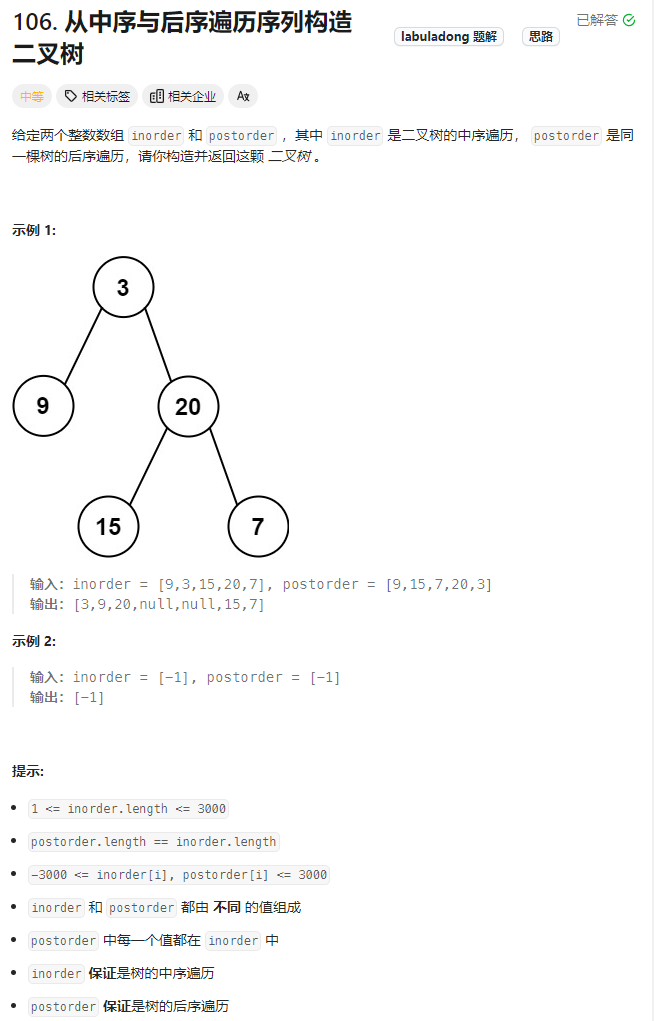 106. 从中序与后序遍历序列构造
二叉树
labuladong 题解
思路
已解答
中等
相关标签
相关企业
Aあ
给定两个整数数组 inorder 和 postorder ，其中 inorder 是二叉树的中序遍历， postorder 是同
一棵树的后序遍历，请你构造并返回这颗 二叉树 。
示例 1:
3
9
20
15
7
输入：inorder = [9,3,15,20,7], postorder = [9,15,7,20,3]
输出：[3,9,20,null,null,15,7]
示例 2:
输入：inorder = [-1], postorder = [-1]
输出：[-1]
提示:
• 1 <= inorder.length <= 3000
• postorder.length == inorder.length
• -3000 <= inorder[i], postorder[i] <= 3000
• inorder 和 postorder 都由 不同 的值组成
• postorder 中每一个值都在 inorder 中
• inorder 保证是树的中序遍历
• postorder 保证是树的后序遍历